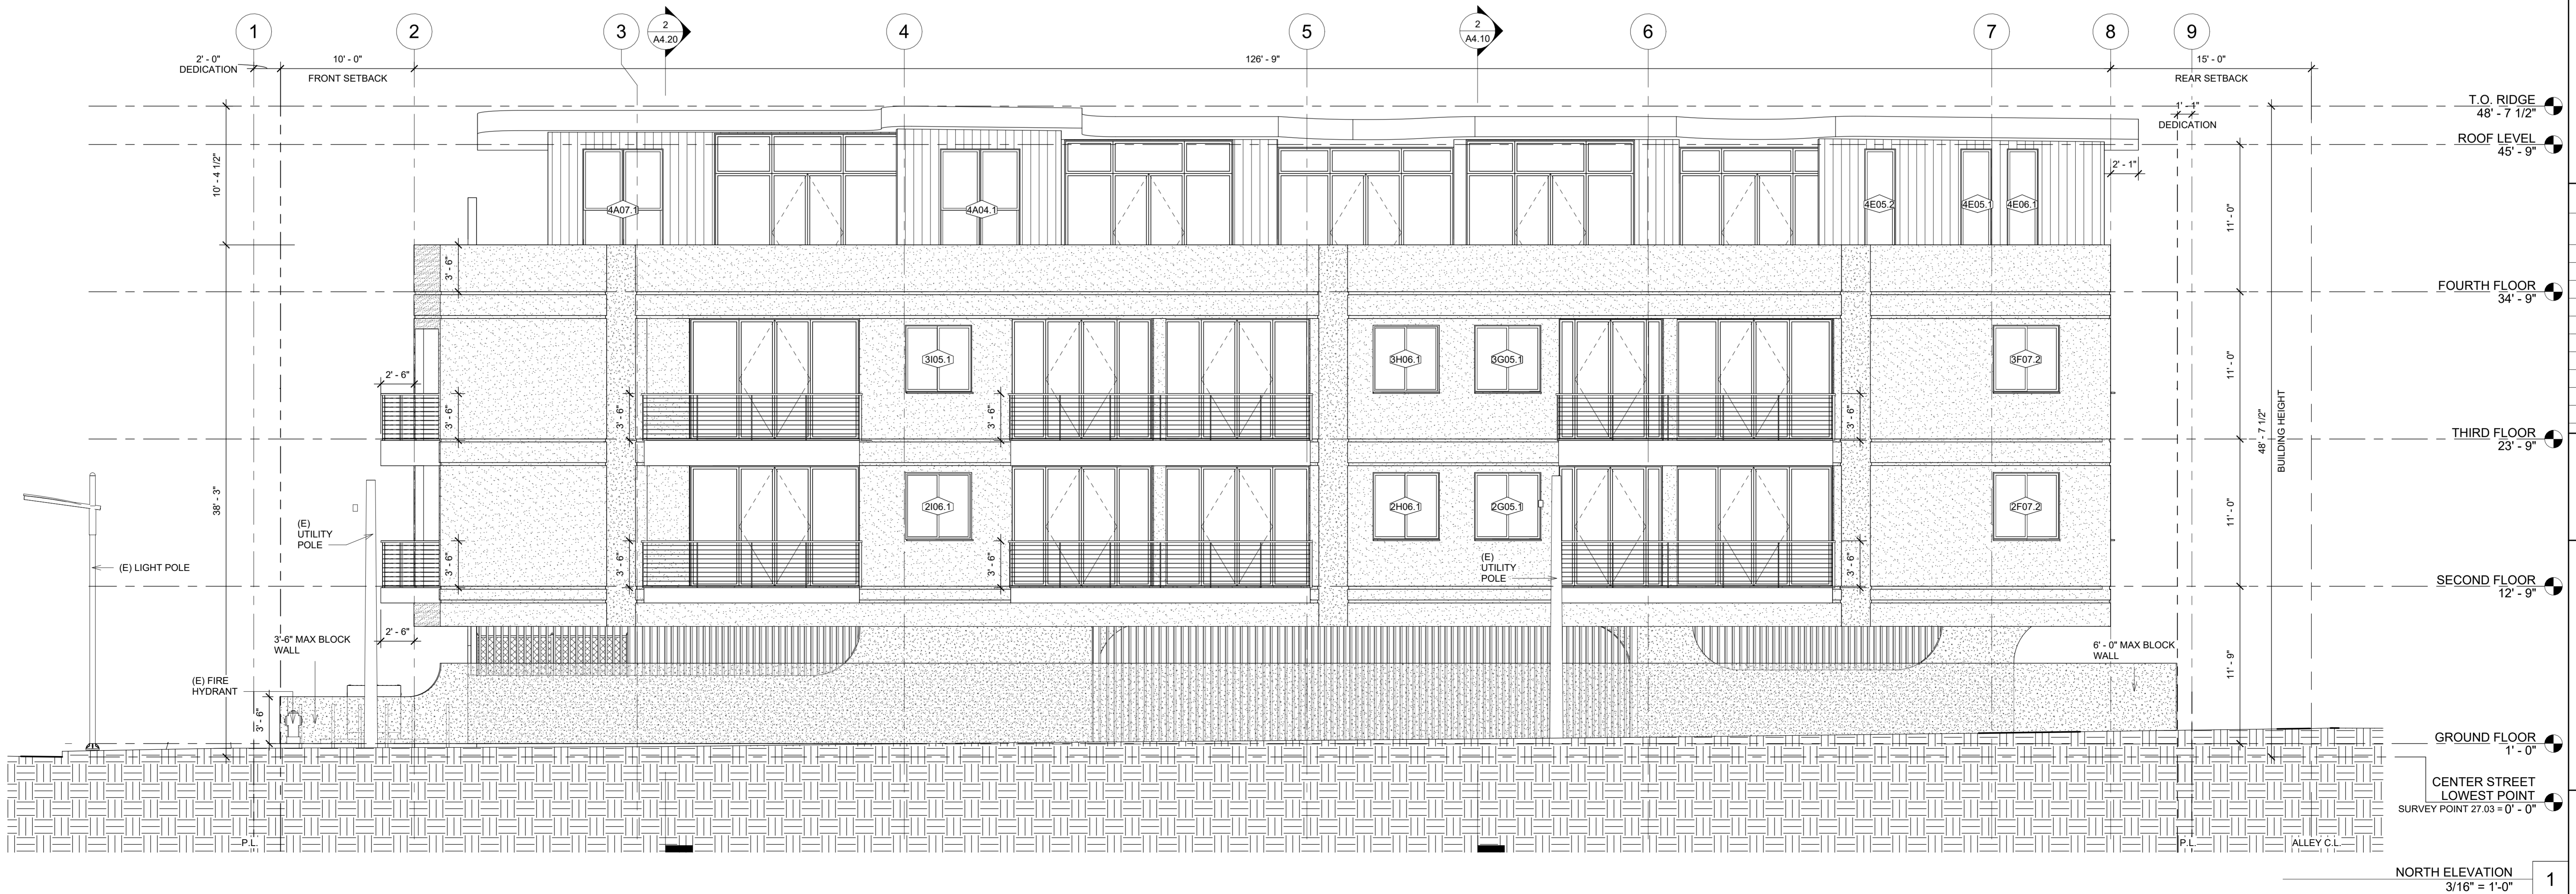 1
2
3
2
A4.20
4
5
2
A4.10
6
7
8
9
2' - 0"
DEDICATION
10' - 0"
FRONT SETBACK
126' - 9"
15' - 0"
REAR SETBACK
1' - 1"
DEDICATION
T.O. RIDGE
48' - 7 1/2"
ROOF LEVEL
45' - 9"
2' - 1"
10' - 4 1/2"
4A07.1
4A04.1
4E05.2
4E05.1
4E06.1
11' - 0"
3' - 6"
FOURTH FLOOR
34' - 9"
3I05.1
3H06.1
3G05.1
3F07.2
11' - 0"
2' - 6"
3' - 6"
3' - 6"
3' - 6"
3' - 6"
48' - 7 1/2"
BUILDING HEIGHT
THIRD FLOOR
23' - 9"
38' - 3"
(E)
UTILITY
POLE
2I06.1
2H06.1
2G05.1
2F07.2
11' - 0"
(E) LIGHT POLE
3' - 6"
3' - 6"
3' - 6"
(E)
UTILITY
POLE
3' - 6"
SECOND FLOOR
12' - 9"
2' - 6"
3'-6" MAX BLOCK
WALL
6' - 0" MAX BLOCK
WALL
11' - 9"
(E) FIRE
HYDRANT
3' - 6"
GROUND FLOOR
1' - 0"
CENTER STREET
LOWEST POINT
SURVEY POINT 27.03 = 0' - 0"
P.L.
P.L.
ALLEY C.L.
NORTH ELEVATION
3/16" = 1'-0"
1